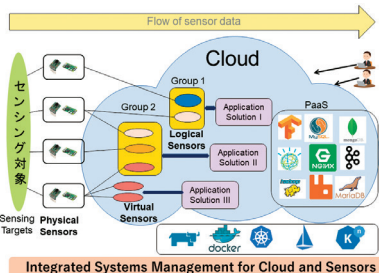 Flow of sensor data
Cloud
Group 1
Group 2
PaaS
センシング対象
Logical
Sensors
Application
Solution I
Application
Solution II
Application
Solution III
MySQL
mongoDB
NGINX
MariaDB
Sensing
Targets
Physical
Sensors
Virtual
Sensors
docker
Integrated Systems Management for Cloud and Sensors